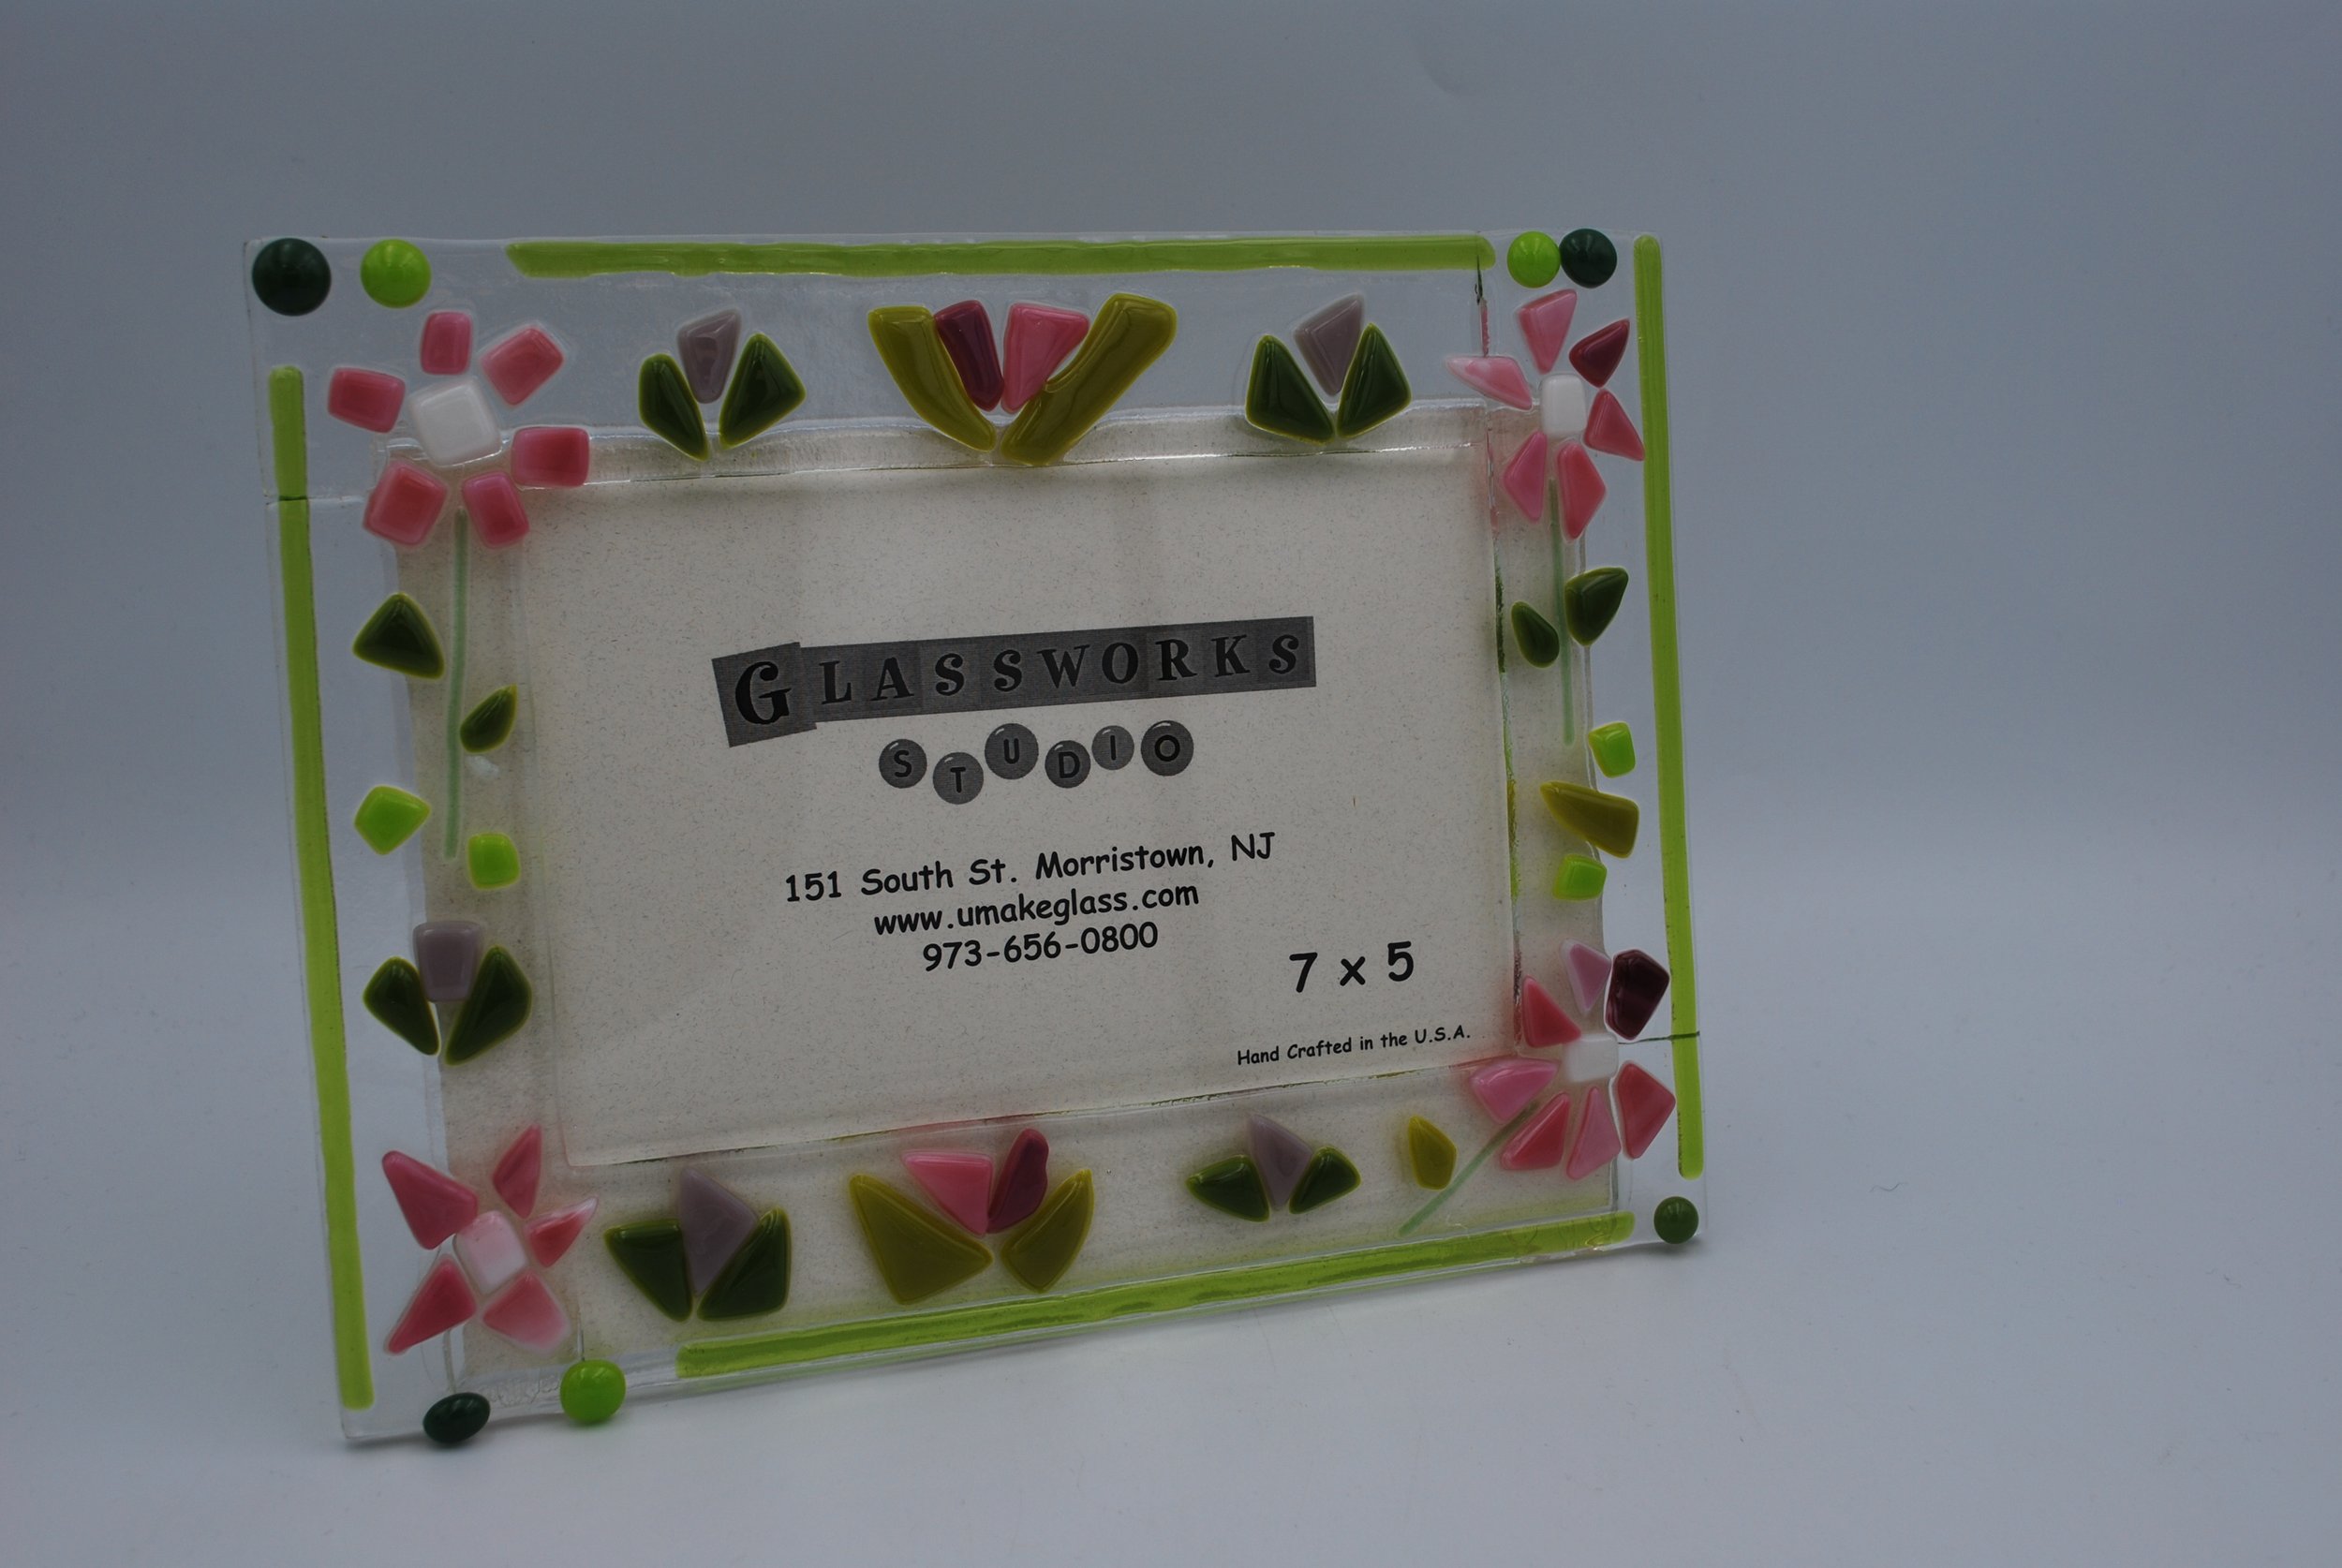 GLASSWORKS
STUDIO
151 South St. Morristown, NJ
www.umakeglass.com
973-656-0800
7 x 5
Hand Crafted in the U.S.A.